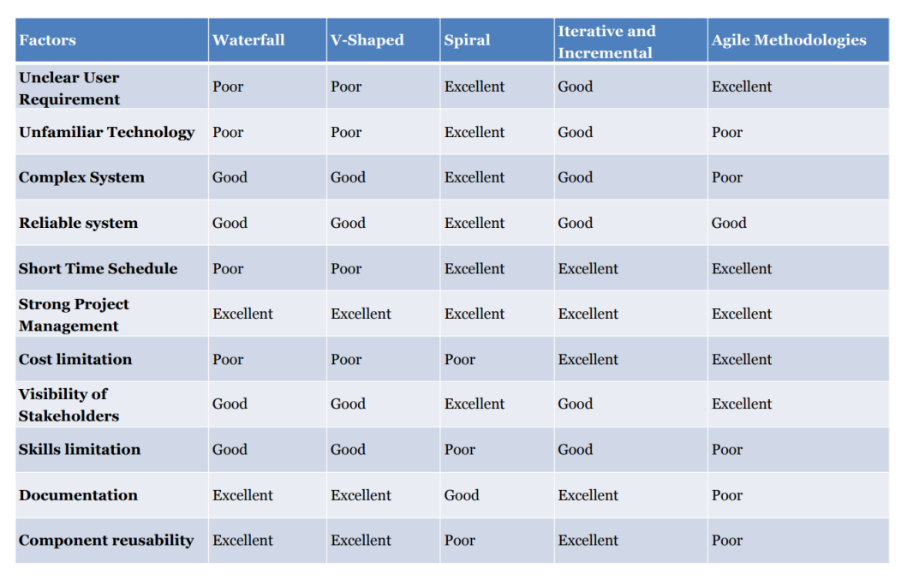 Factors Waterfall V-Shaped Spiral Iterative and Incremental Agile Methodologies
Unclear User Requirement Poor Poor Excellent Good Excellent
Unfamiliar Technology Poor Poor Excellent Good Poor
Complex System Good Good Excellent Good Poor
Reliable system Good Good Excellent Good Good
Short Time Schedule Poor Poor Excellent Excellent Excellent
Strong Project Management Excellent Excellent Excellent Excellent Excellent
Cost limitation Poor Poor Poor Excellent Excellent
Visibility of Stakeholders Good Good Excellent Good Excellent
Skills limitation Good Good Poor Good Poor
Documentation Excellent Excellent Good Excellent Poor
Component reusability Excellent Excellent Poor Excellent Poor